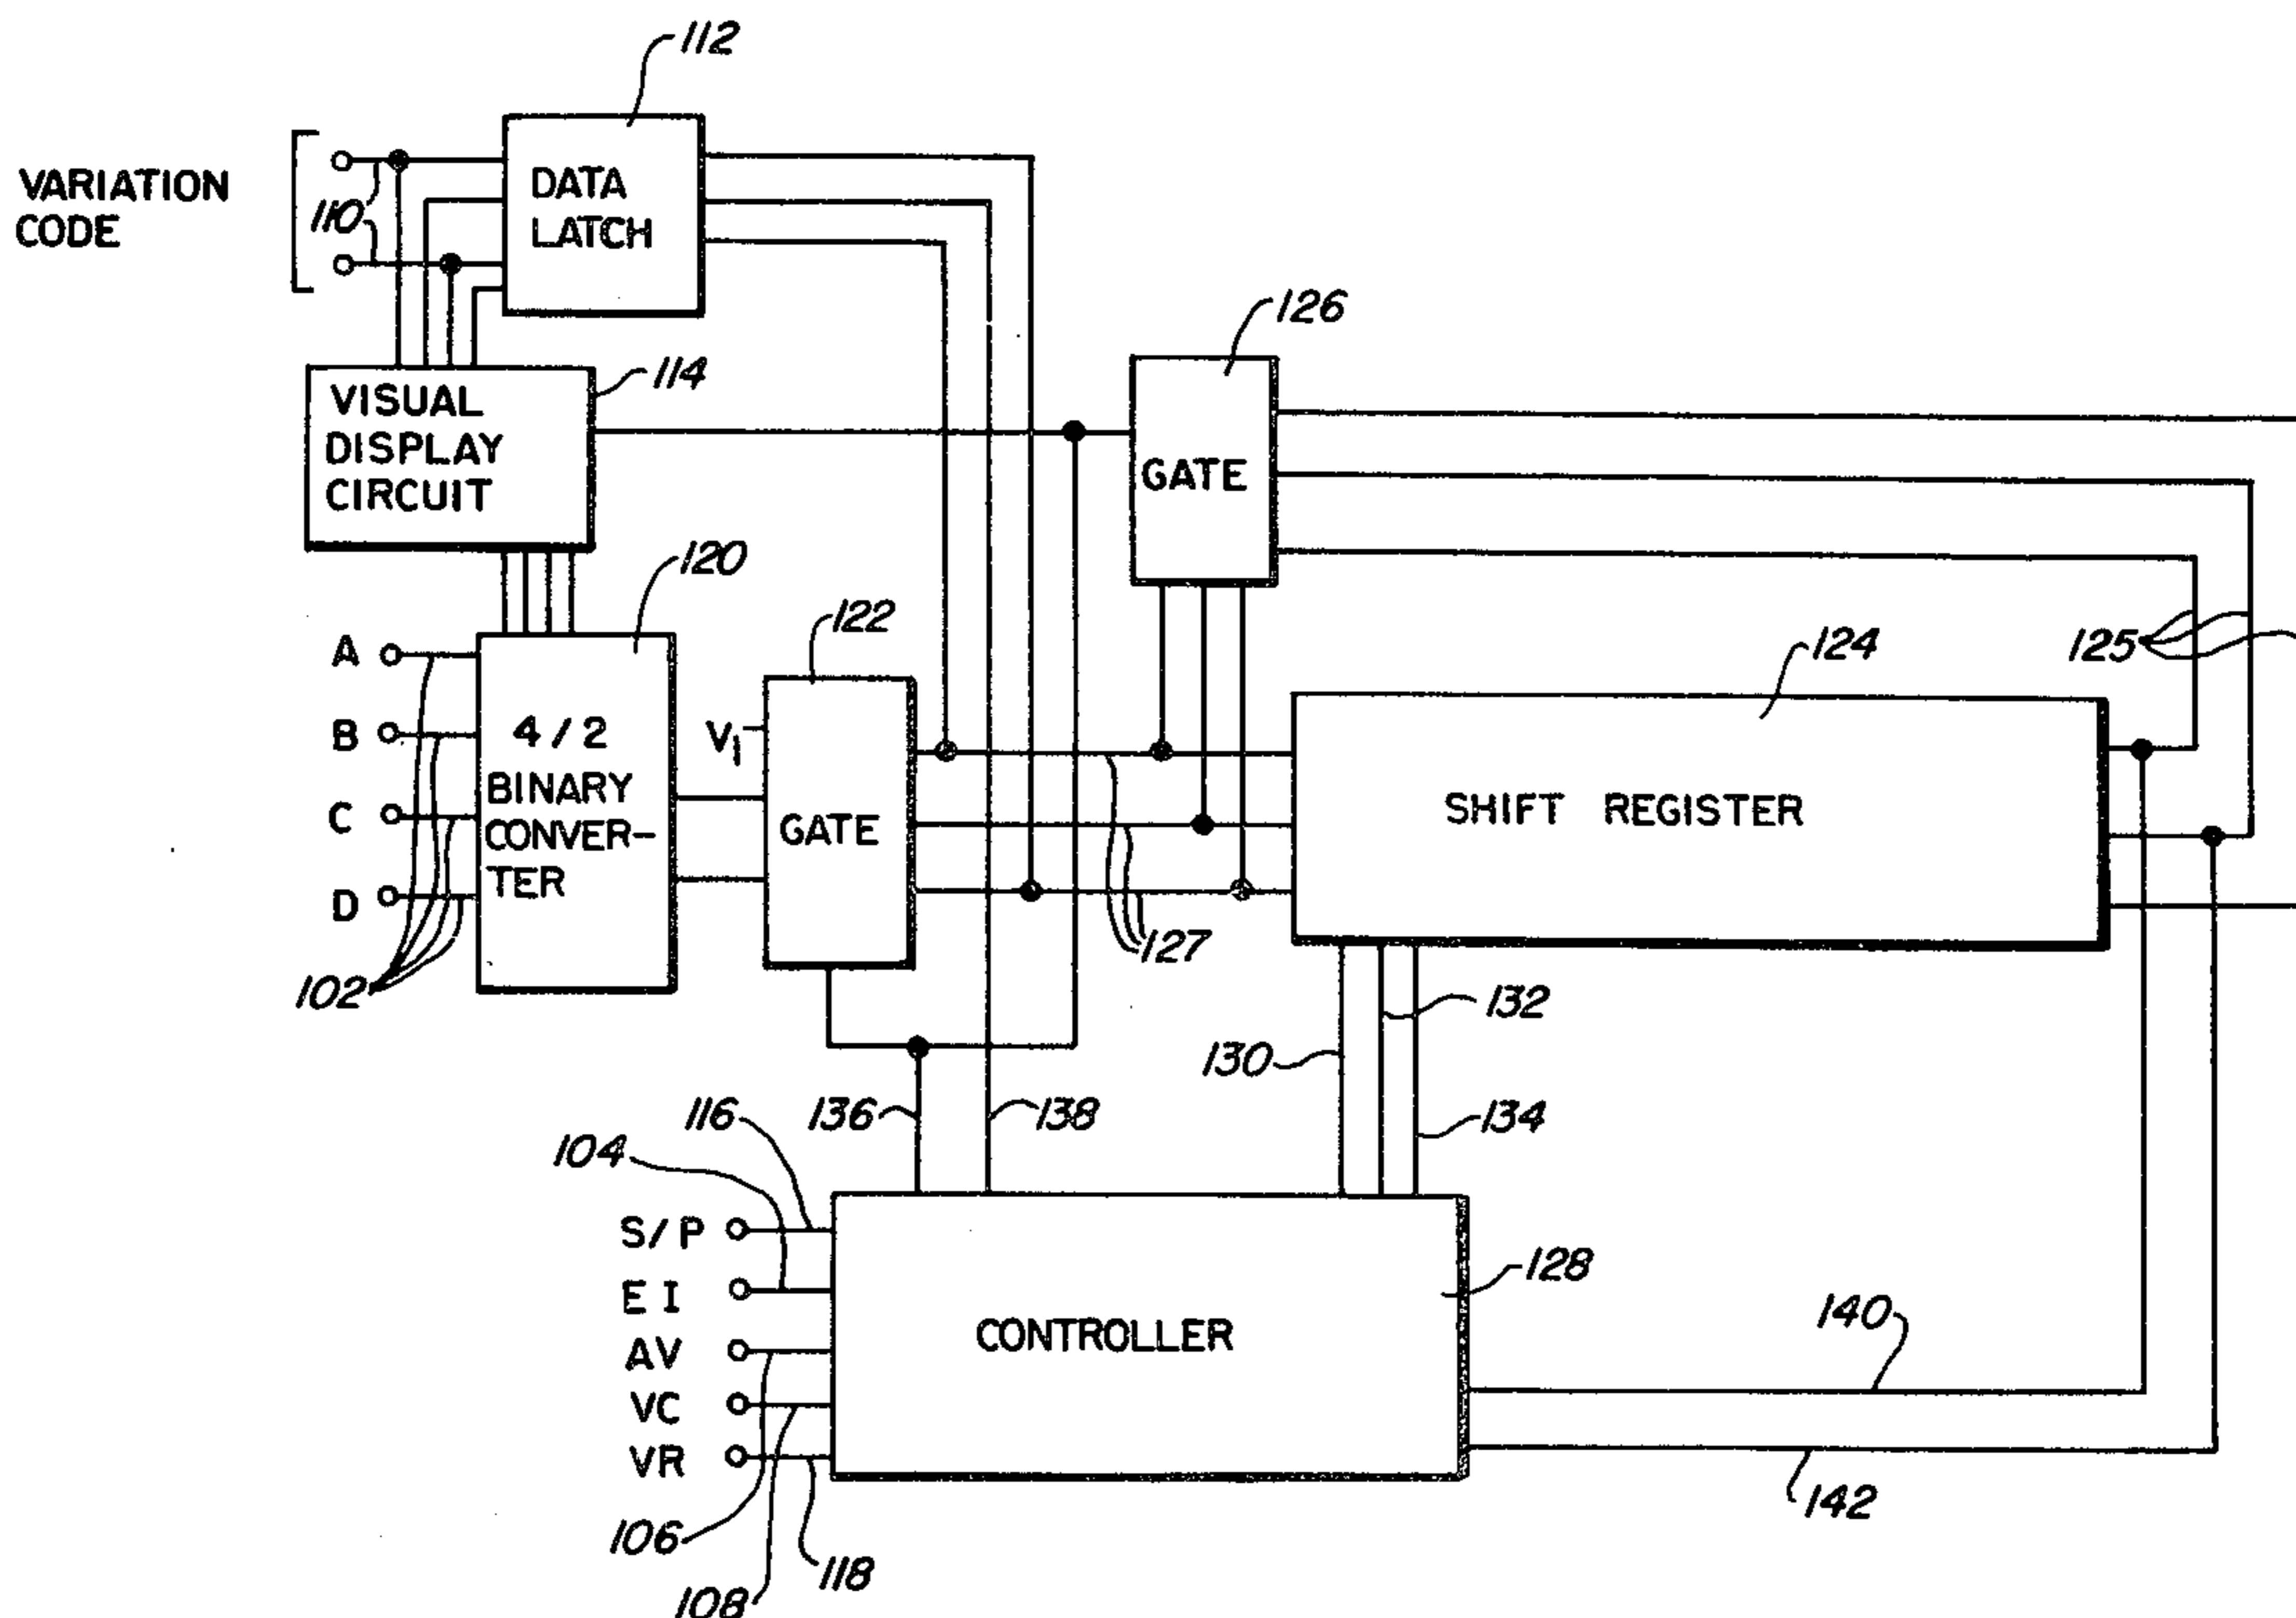 112
VARIATION
CODE
110
DATA
LATCH
126
114
VISUAL
DISPLAY
CIRCUIT
GATE
120
122
124
125
A
B
C
D
4/2
BINARY
CONVER-
TER
V1
GATE
SHIFT REGISTER
102
127
132
130
136
138
134
116
104
S/P
EI
AV
VC
VR
CONTROLLER
128
140
142
106
118
108